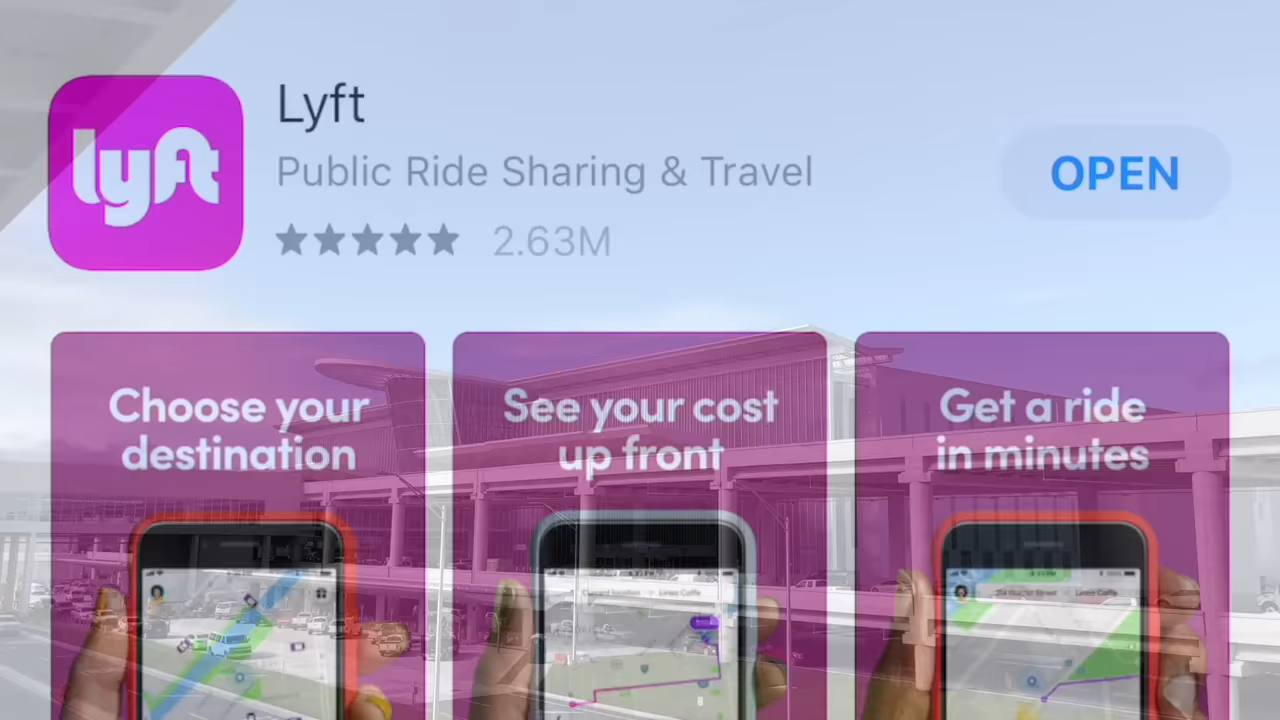 lyft
Lyft
Public Ride Sharing & Travel
OPEN
★★★★★ 2.63M
Choose your
destination
See your cost
up front
Get a ride
in minutes